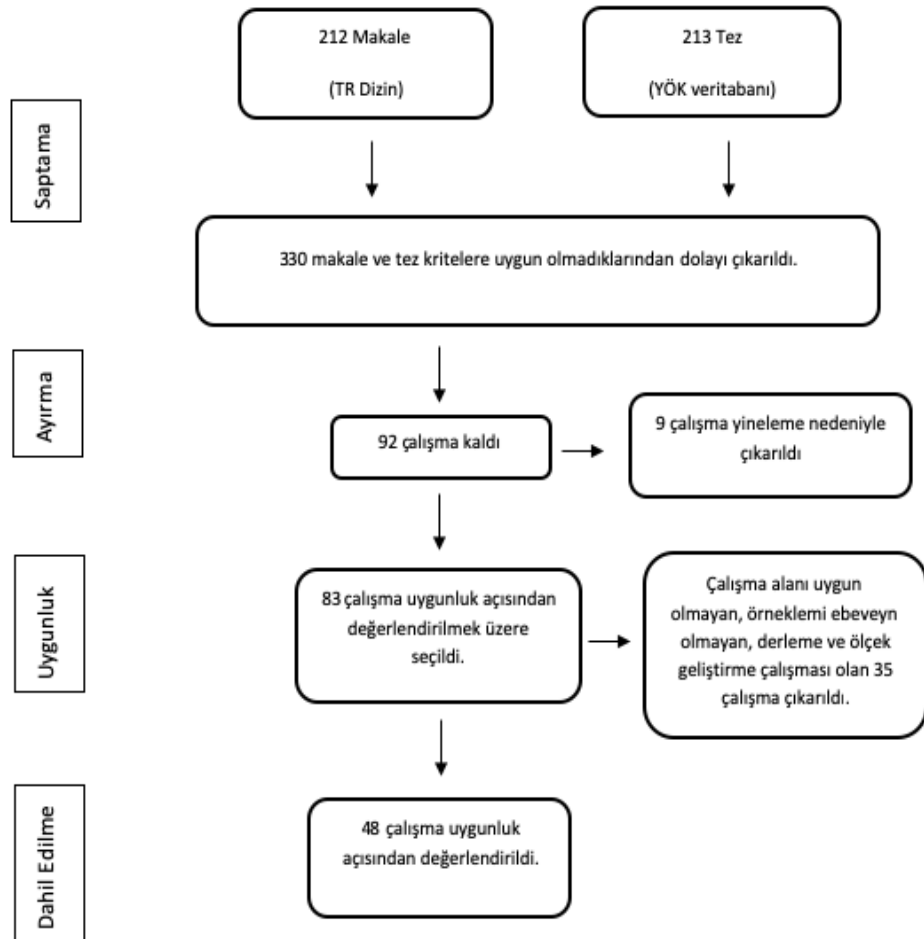 212 Makale
(TR Dizin)
213 Tez
(YÖK veritabanı)
Saptama
330 makale ve tez kritelere uygun olmadıklarından dolayı çıkarıldı.
Ayırma
92 çalışma kaldı
9 çalışma yineleme nedeniyle
çıkarıldı
Uygunluk
83 çalışma uygunluk açısından
değerlendirilmek üzere
seçildi.
Çalışma alanı uygun
olmayan, örneklemi ebeveyn
olmayan, derleme ve ölçek
geliştirme çalışması olan 35
çalışma çıkarıldı.
Dahil Edilme
48 çalışma uygunluk
açısından değerlendirildi.